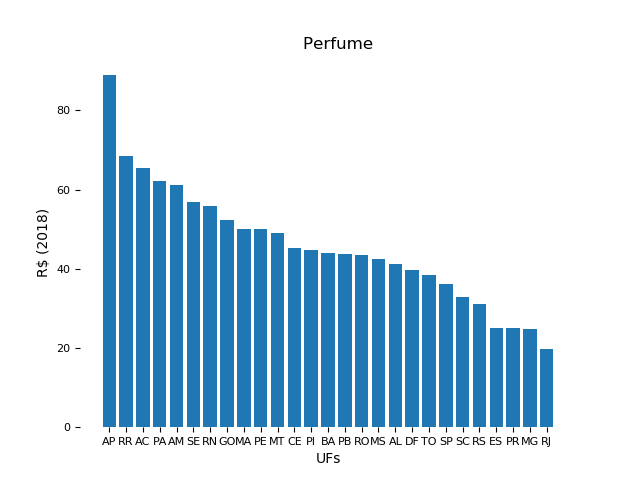 Perfume
R$ (2018)
80
60
40
20
0
AP RR AC PA AM SE RN GO MA PE MT CE PI BA PB RO MS AL DF TO SP SC RS ES PR MG RJ
UFs